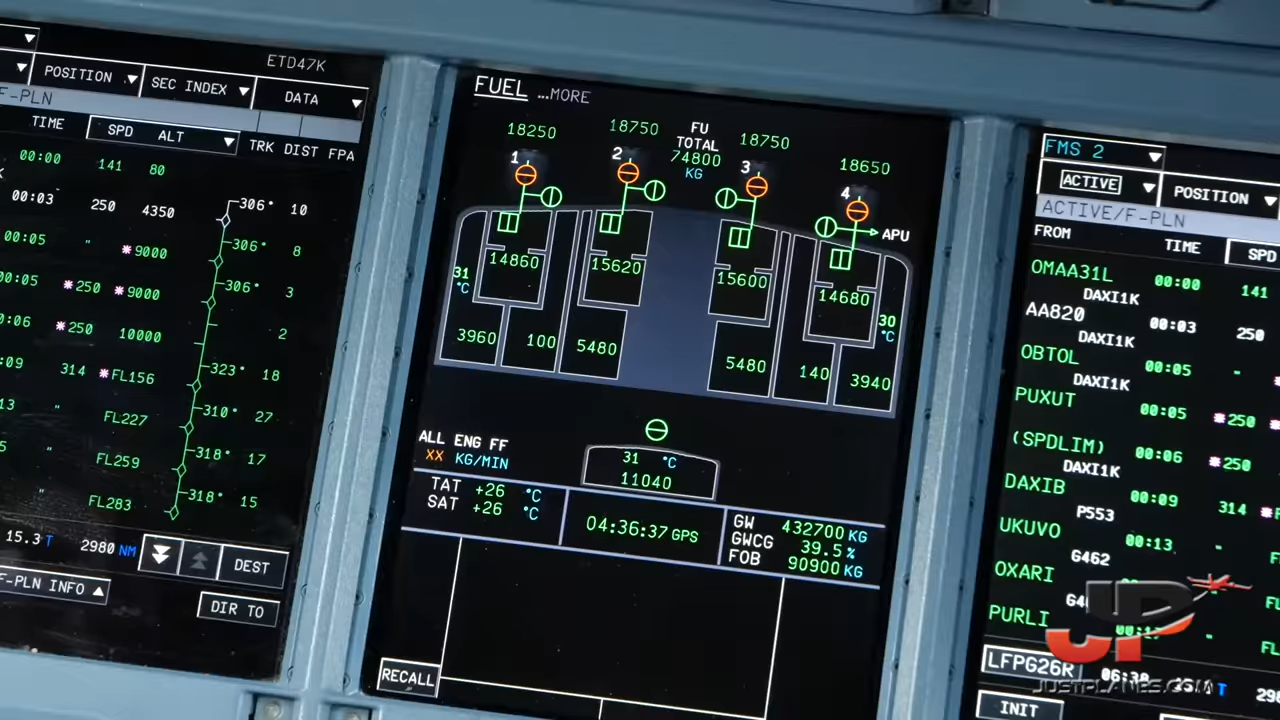 ETD47K
POSITION SEC INDEX DATA
F-PLN
TIME SPD ALT TRK DIST FPA
00:00 141 80
00:03 250 4350 306° 10
00:05 " *9000 306° 8
:05 *250 *9000 306° 3
:06 *250 10000 2
:09 314 *FL156 323° 18
13 " FL227 310° 27
5 FL259 318° 17
" FL283 318° 15
15.3 T 2980 NM DEST
F-PLN INFO
DIR TO
FUEL ...MORE
18250 18750 FU TOTAL 74800 KG 18750 18650
1 2 3 4
APU
14860 15620 15600 14680
31 °C 30 °C
3960 100 5480 5480 140 3940
ALL ENG FF
XX KG/MIN
31 °C
11040
TAT +26 °C
SAT +26 °C
04:36:37 GPS
GW 432700 KG
GWCG 39.5 %
FOB 90900 KG
RECALL
FMS 2
ACTIVE POSITION
ACTIVE/F-PLN
FROM TIME SPD
OMAA31L 00:00 141
DAXI1K
AA820 00:03 250
DAXI1K
OBTOL 00:05 "
DAXI1K
PUXUT 00:05 *250
(SPDLIM) 00:06 *250
DAXI1K
DAXIB 00:09 314
P553
UKUVO 00:13 "
G462
OXARI
PURLI
LFPG26R
INIT
JP
JUSTPLANES.COM